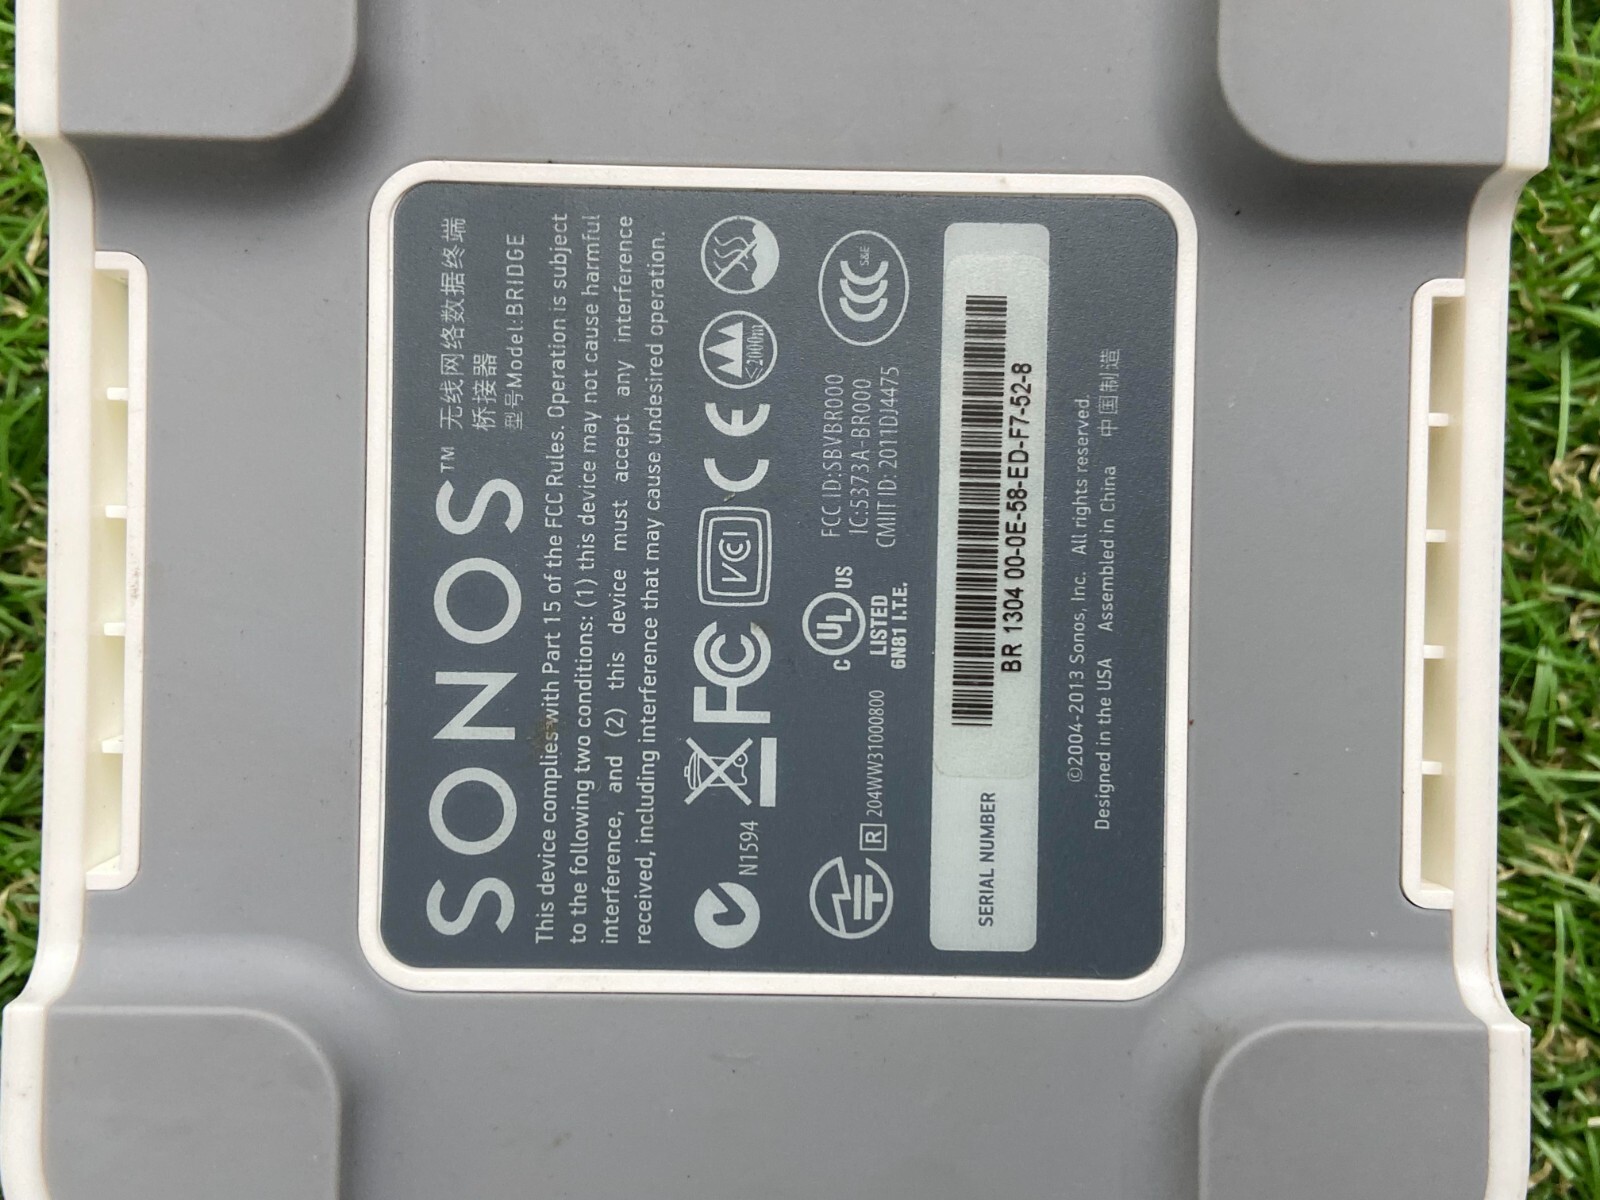 SONOS™
无线网络数据终端
桥接器
型号Model:BRIDGE
This device complies with Part 15 of the FCC Rules. Operation is subject
to the following two conditions: (1) this device may not cause harmful
interference, and (2) this device must accept any interference
received, including interference that may cause undesired operation.
N1594
FC
VCI
CE
≤2000m
R 204WW31000800
C UL US
LISTED
6N81 I.T.E.
FCC ID:SBVBR000
IC:5373A-BR000
CMIIT ID: 2011DJ4475
CCC S&E
SERIAL NUMBER
BR 1304 00-0E-58-ED-F7-52-8
©2004-2013 Sonos, Inc. All rights reserved.
Designed in the USA Assembled in China 中国制造